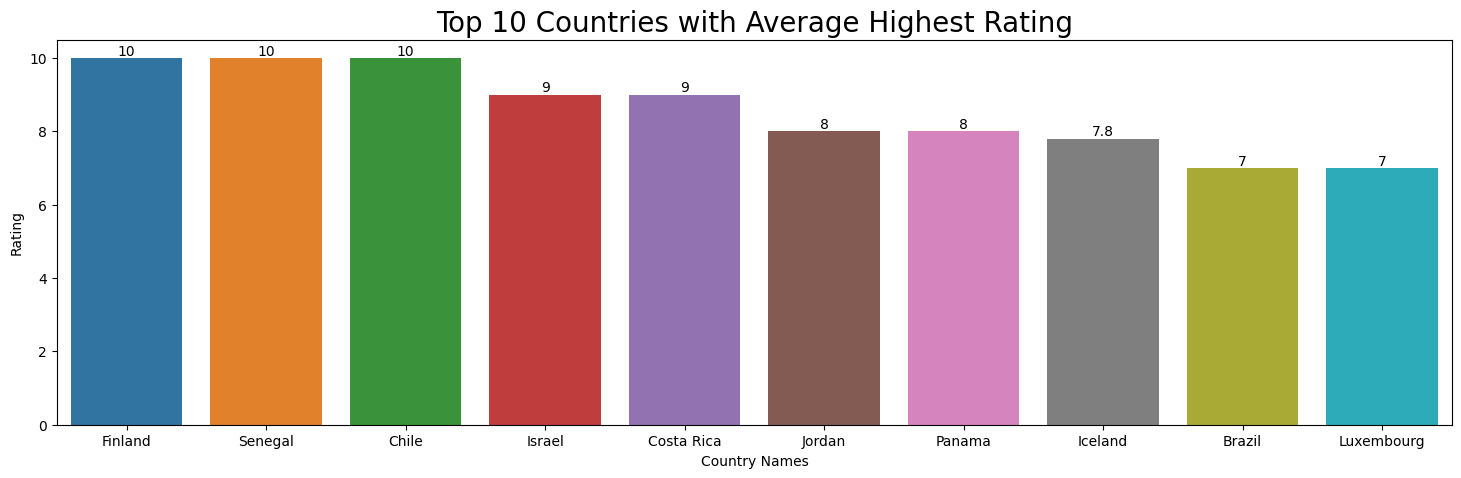 Top 10 Countries with Average Highest Rating
10 10 10 9 9 8 8 7.8 7 7
10
8
6
4
2
0
Rating
Finland Senegal Chile Israel Costa Rica Jordan Panama Iceland Brazil Luxembourg
Country Names